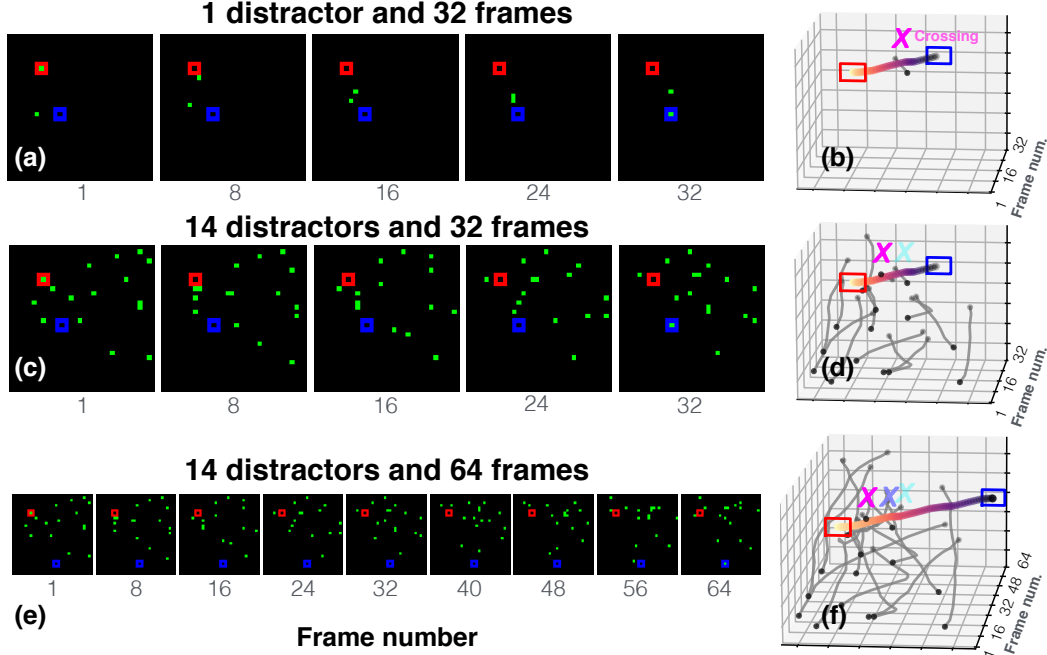 1 distractor and 32 frames
(a)
1 8 16 24 32
X Crossing
(b)
1 16 32
Frame num.
14 distractors and 32 frames
(c)
1 8 16 24 32
X X
(d)
1 16 32
Frame num.
14 distractors and 64 frames
(e)
1 8 16 24 32 40 48 56 64
Frame number
X X X
(f)
1 16 32 48 64
Frame num.